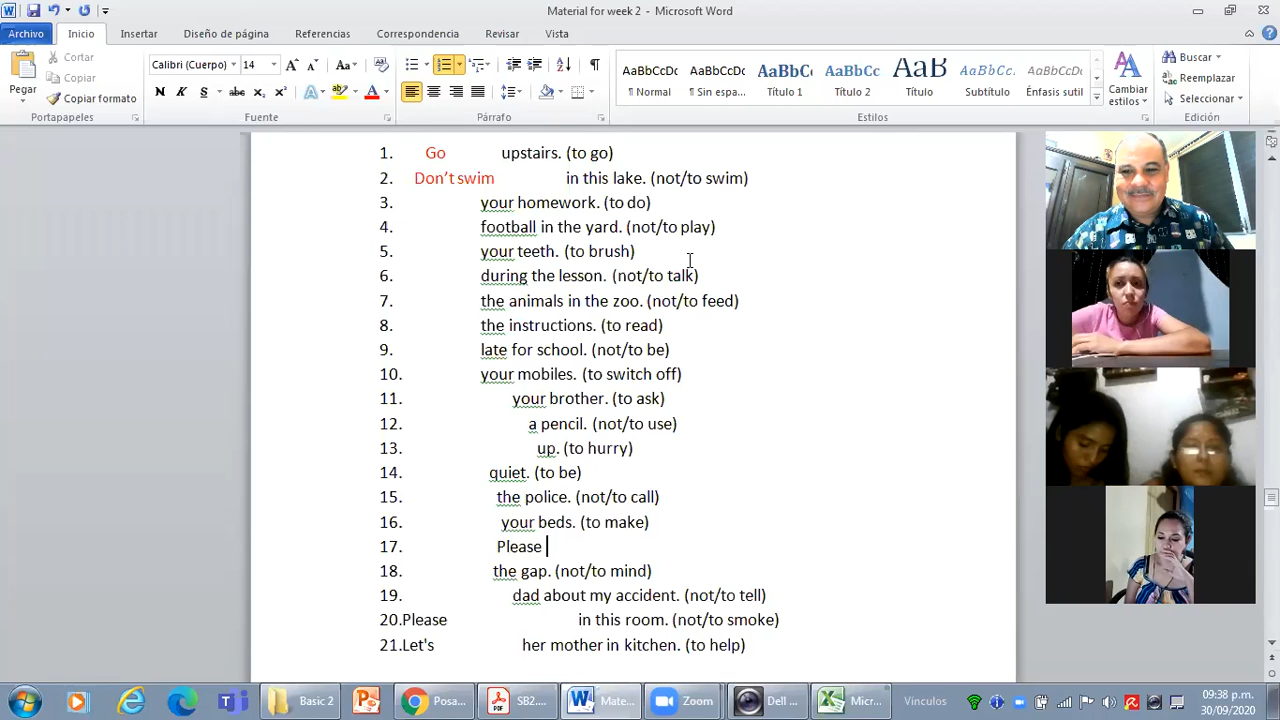 Material for week 2 - Microsoft Word
Archivo Inicio Insertar Diseño de página Referencias Correspondencia Revisar Vista
Pegar
Cortar
Copiar
Copiar formato
Portapapeles
Calibri (Cuerpo) 14
Fuente
Párrafo
AaBbCcDc AaBbCcDc AaBbC AaBbCc AaB AaBbCc AaBbCcDc
¶ Normal ¶ Sin espa... Título 1 Título 2 Título Subtítulo Énfasis sutil
Estilos
Cambiar estilos
Buscar
Reemplazar
Seleccionar
Edición
1. Go upstairs. (to go)
2. Don't swim in this lake. (not/to swim)
3. your homework. (to do)
4. football in the yard. (not/to play)
5. your teeth. (to brush)
6. during the lesson. (not/to talk)
7. the animals in the zoo. (not/to feed)
8. the instructions. (to read)
9. late for school. (not/to be)
10. your mobiles. (to switch off)
11. your brother. (to ask)
12. a pencil. (not/to use)
13. up. (to hurry)
14. quiet. (to be)
15. the police. (not/to call)
16. your beds. (to make)
17. Please
18. the gap. (not/to mind)
19. dad about my accident. (not/to tell)
20.Please in this room. (not/to smoke)
21.Let's her mother in kitchen. (to help)
Basic 2 Posa... SB2.... Mate... Zoom Dell ... Micr... Vínculos
09:38 p.m.
30/09/2020